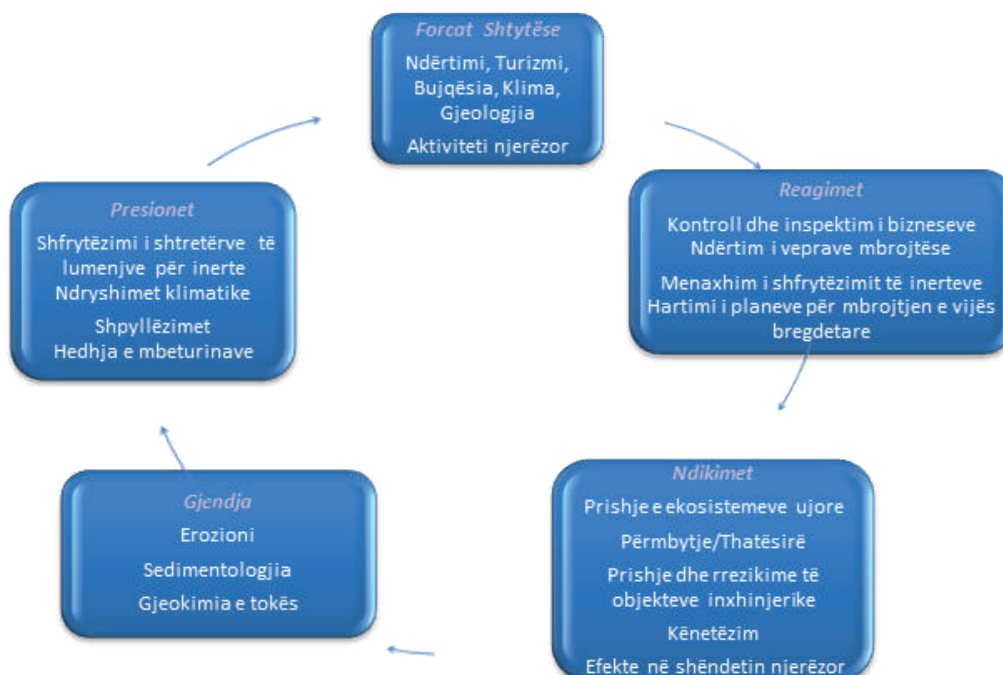 Forcat Shtytëse
Ndërtimi, Turizmi,
Bujqësia, Klima,
Gjeologjia
Aktiviteti njerëzor
Reagimet
Kontroll dhe inspektim i bizneseve
Ndërtim i veprave mbrojtëse
Menaxhim i shfrytëzimit të inerteve
Hartimi i planeve për mbrojtjen e vijës
bregdetare
Ndikimet
Prishje e ekosistemeve ujore
Përmbytje/Thatësirë
Prishje dhe rrezikime të
objekteve inxhinjerike
Kënetëzim
Efekte në shëndetin njerëzor
Gjendja
Erozioni
Sedimentologjia
Gjeokimia e tokës
Presionet
Shfrytëzimi i shtretërve të
lumenjve për inerte
Ndryshimet klimatike
Shpyllëzimet
Hedhja e mbeturinave